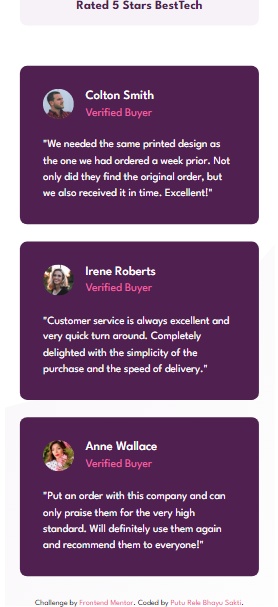 Rated 5 Stars BestTech
Colton Smith
Verified Buyer
"We needed the same printed design as
the one we had ordered a week prior. Not
only did they find the original order, but
we also received it in time. Excellent!"
Irene Roberts
Verified Buyer
"Customer service is always excellent and
very quick turn around. Completely
delighted with the simplicity of the
purchase and the speed of delivery."
Anne Wallace
Verified Buyer
"Put an order with this company and can
only praise them for the very high
standard. Will definitely use them again
and recommend them to everyone!"
Challenge by Frontend Mentor. Coded by Putu Rele Bhayu Sakti.